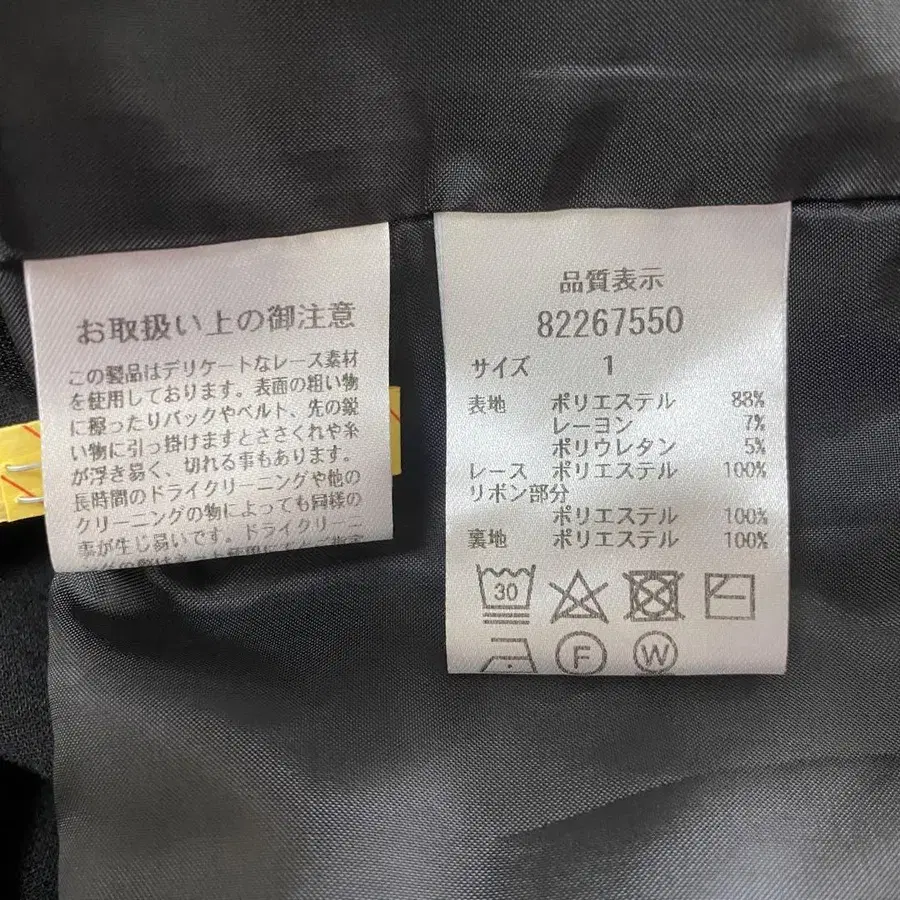 お取扱い上の御注意
この製品はデリケートなレース素材
を使用しております。表面の粗い物
に擦ったりバックやベルト、先の鋭
い物に引っ掛けますとささくれや糸
が浮き易く、切れる事もあります。
長時間のドライクリーニングや他の
クリーニングの物によっても同様の
事が生じ易いです。ドライクリーニ
品質表示
82267550
サイズ 1
表地 ポリエステル 88%
レーヨン 7%
ポリウレタン 5%
レース ポリエステル 100%
リボン部分
ポリエステル 100%
裏地 ポリエステル 100%
30
F W